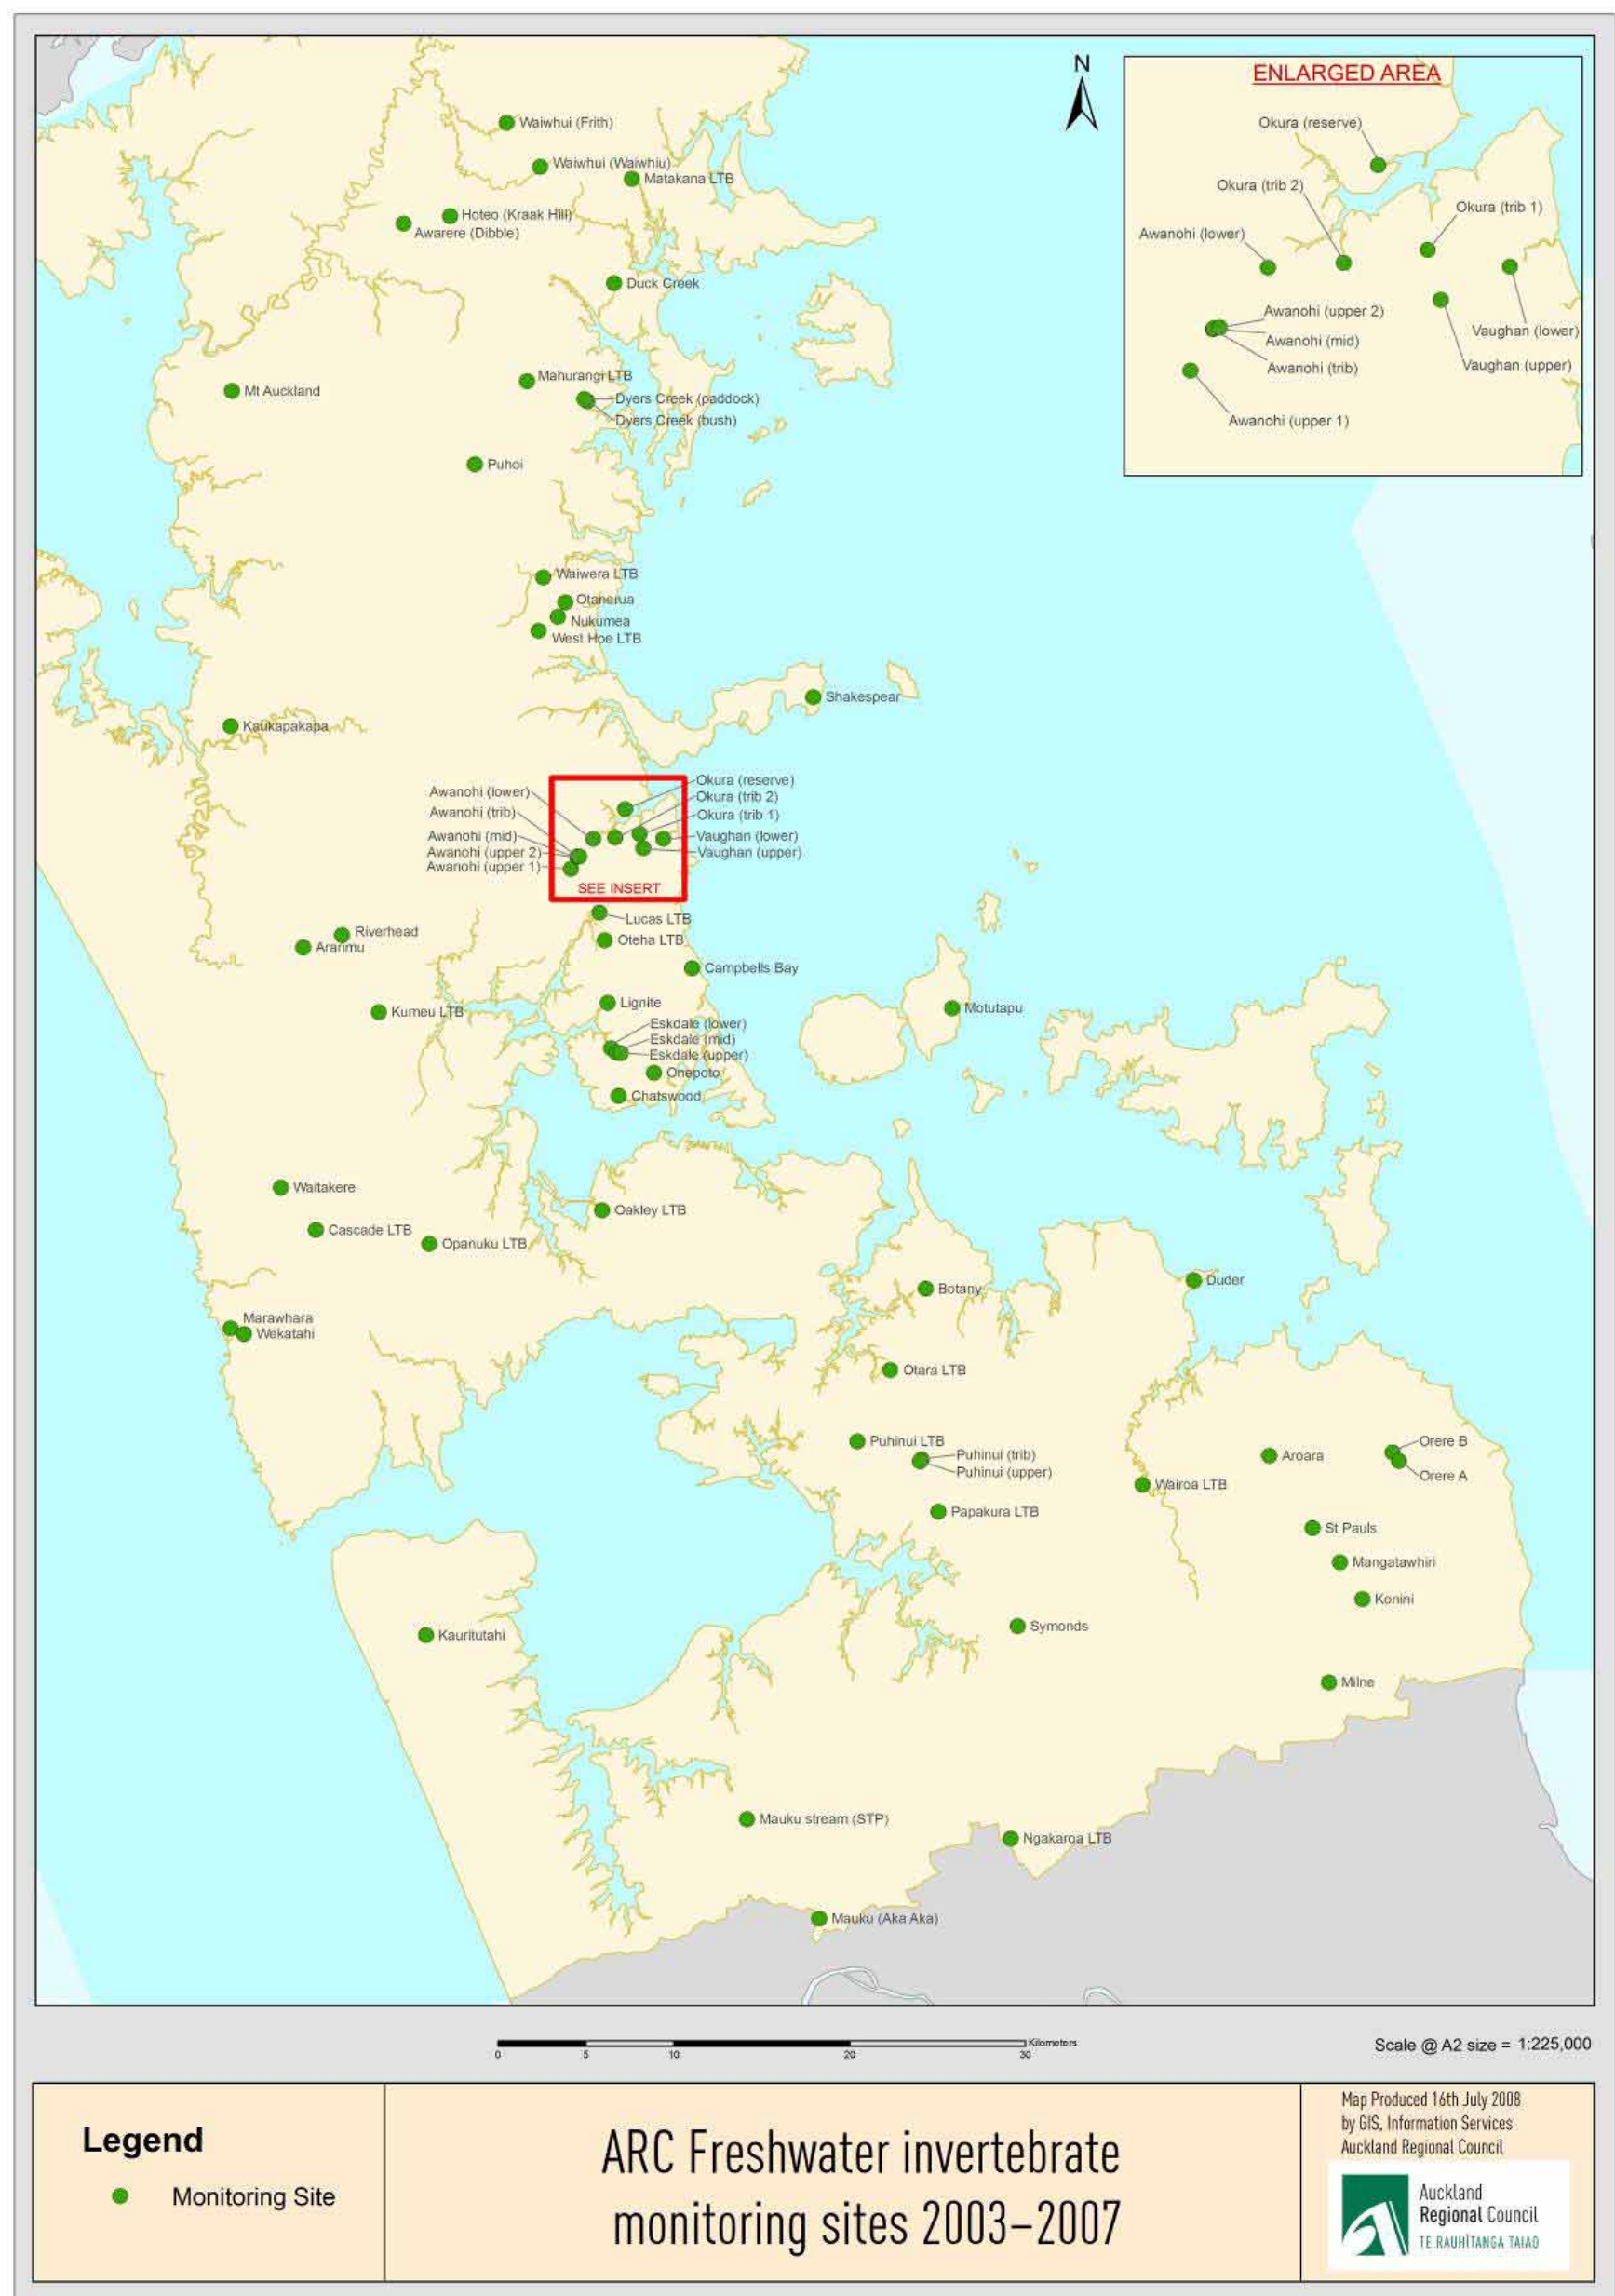 N
ENLARGED AREA
Okura (reserve)
Okura (trib 2)
Okura (trib 1)
Awanohi (lower)
Awanohi (upper 2)
Vaughan (lower)
Awanohi (mid)
Awanohi (trib)
Vaughan (upper)
Awanohi (upper 1)
Waiwhui (Frith)
Waiwhui (Waiwhiu)
Matakana LTB
Hoteo (Kraak Hill)
Awarere (Dibble)
Duck Creek
Mahurangi LTB
Mt Auckland
Dyers Creek (paddock)
Dyers Creek (bush)
Puhoi
Waiwera LTB
Otanerua
Nukumea
West Hoe LTB
Shakespear
Kaukapakapa
Okura (reserve)
Awanohi (lower)
Okura (trib 2)
Awanohi (trib)
Okura (trib 1)
Awanohi (mid)
Vaughan (lower)
Awanohi (upper 2)
Vaughan (upper)
Awanohi (upper 1)
SEE INSERT
Lucas LTB
Riverhead
Oteha LTB
Ararimu
Campbells Bay
Lignite
Motutapu
Kumeu LTB
Eskdale (lower)
Eskdale (mid)
Eskdale (upper)
Onepoto
Chatswood
Waitakere
Oakley LTB
Cascade LTB
Opanuku LTB
Duder
Botany
Marawhara
Wekatahi
Otara LTB
Puhinui LTB
Orere B
Puhinui (trib)
Aroara
Puhinui (upper)
Orere A
Wairoa LTB
Papakura LTB
St Pauls
Mangatawhiri
Konini
Symonds
Kauritutahi
Milne
Mauku stream (STP)
Ngakaroa LTB
Mauku (Aka Aka)
Kilometers
0 5 10 20 30
Scale @ A2 size = 1:225,000
Legend
Monitoring Site
ARC Freshwater invertebrate
monitoring sites 2003–2007
Map Produced 16th July 2008
by GIS, Information Services
Auckland Regional Council
Auckland
Regional Council
TE RAUHĪTANGA TAIAO